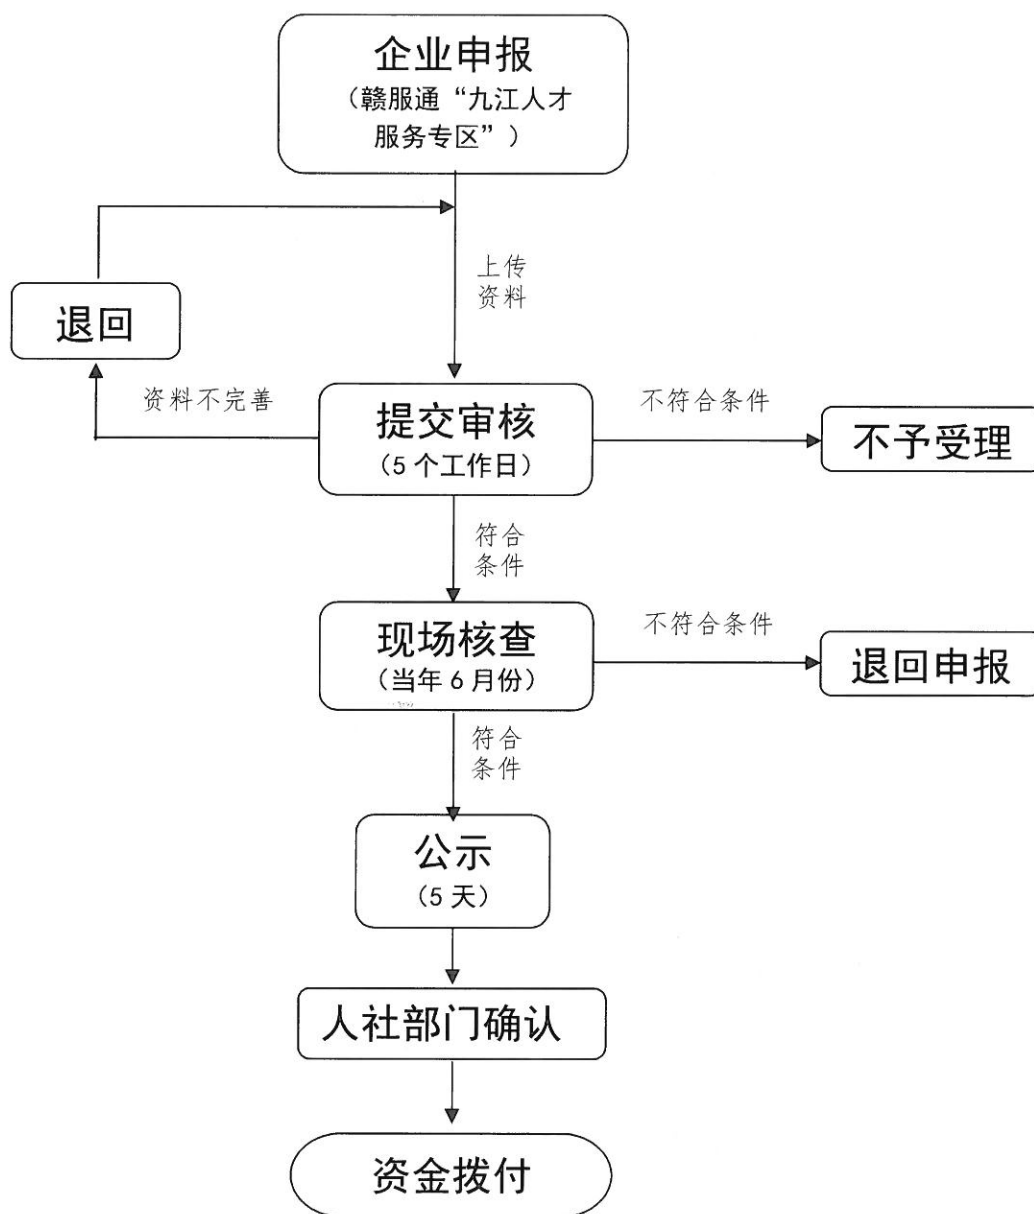 企业申报
（赣服通“九江人才
服务专区”）
上传
资料
退回
资料不完善
提交审核
（5 个工作日）
不符合条件
不予受理
符合
条件
现场核查
（当年 6 月份）
不符合条件
退回申报
符合
条件
公示
（5 天）
人社部门确认
资金拨付